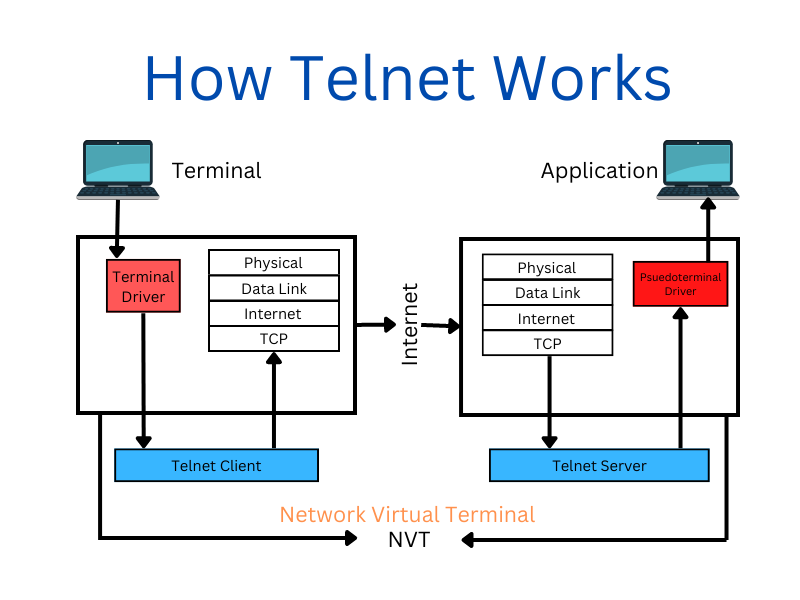 How Telnet Works
Terminal
Application
Terminal
Driver
Physical
Data Link
Internet
TCP
Internet
Physical
Data Link
Internet
TCP
Psuedoterminal
Driver
Telnet Client
Telnet Server
Network Virtual Terminal
NVT